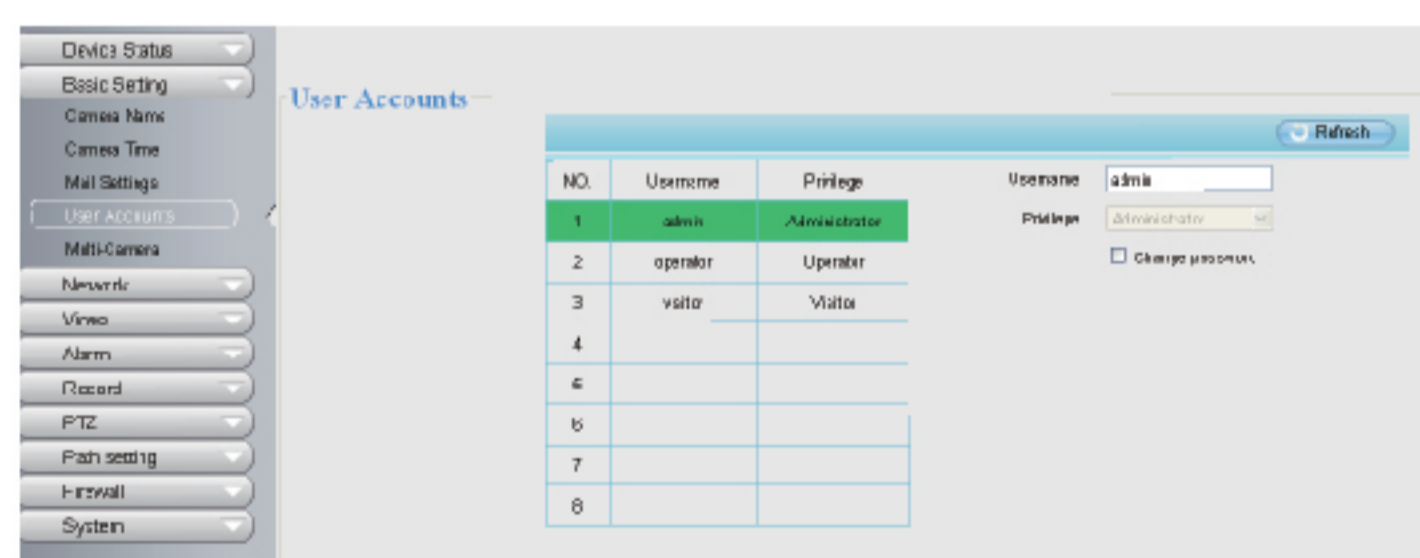 Device Status
Basic Setting
Camera Name
Camera Time
Mail Settings
User Accounts
Multi-Camera
Network
Video
Alarm
Record
PTZ
Path setting
Firewall
System
User Accounts
Refresh
NO. Username Privilege
1 admin Administrator
2 operator Operator
3 visitor Visitor
4
5
6
7
8
Username admin
Privilege Administrator
Change password